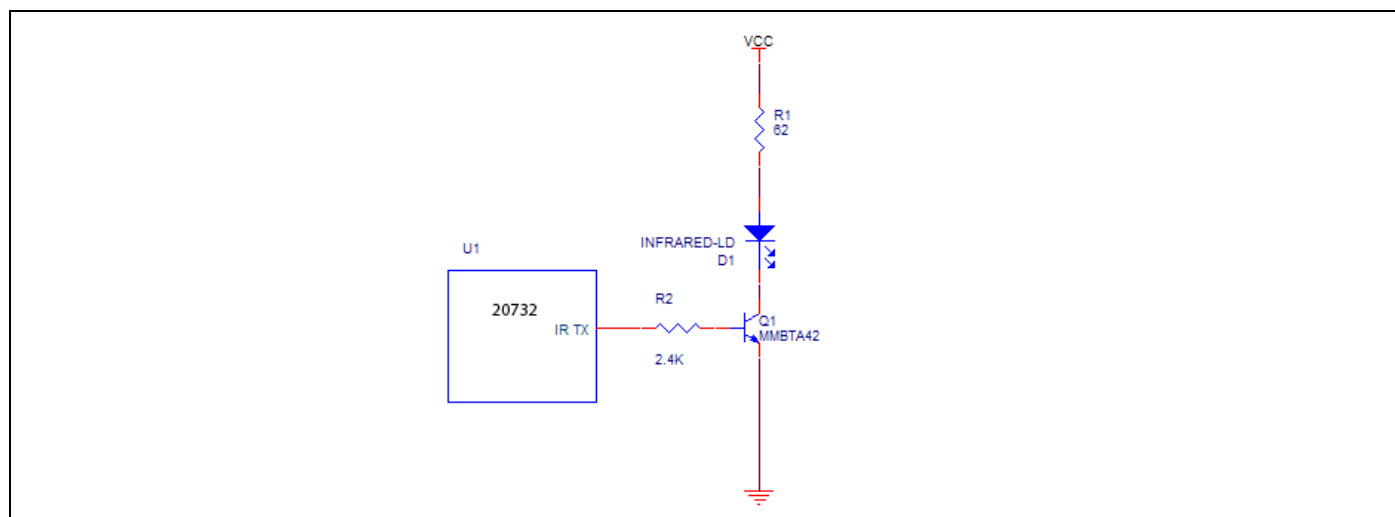 VCC
R1
62
INFRARED-LD
D1
U1
20732
IR TX
R2
2.4K
Q1
MMBTA42